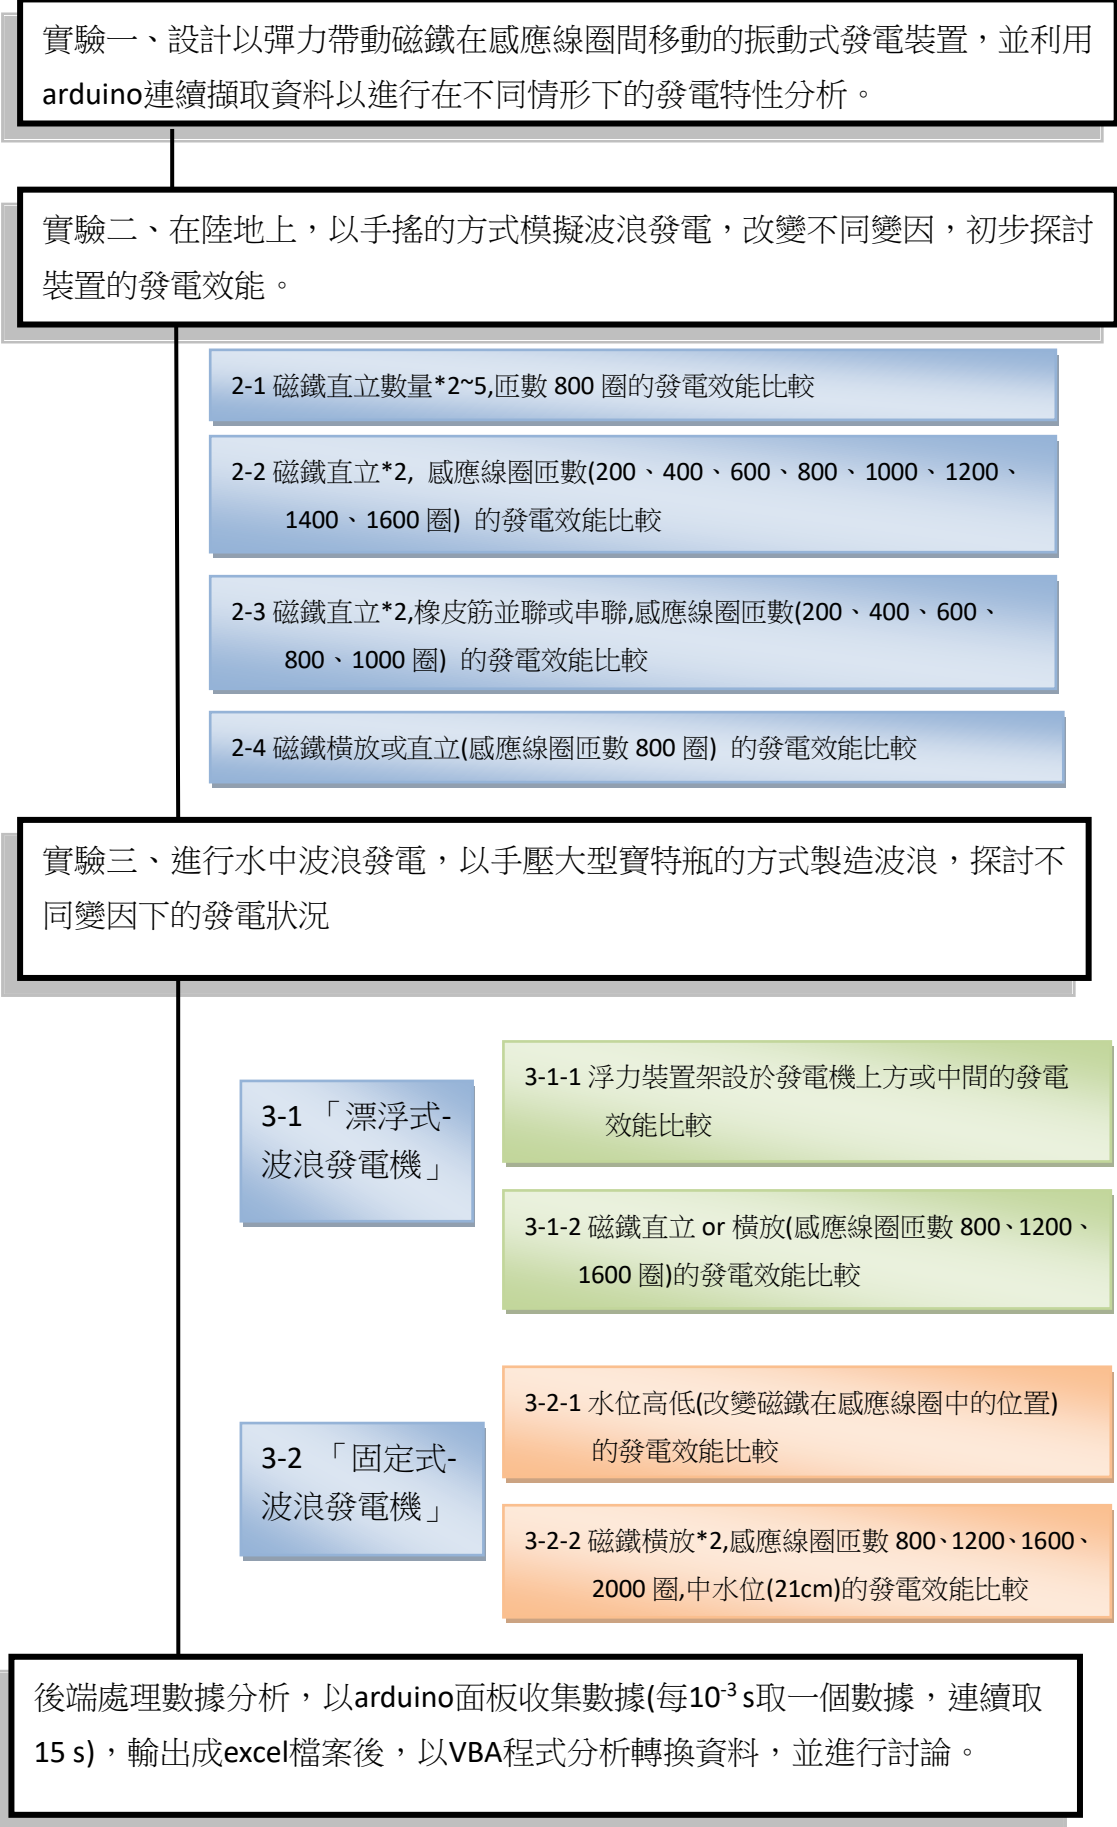 實驗一、設計以彈力帶動磁鐵在感應線圈間移動的振動式發電裝置，並利用
arduino連續擷取資料以進行在不同情形下的發電特性分析。
實驗二、在陸地上，以手搖的方式模擬波浪發電，改變不同變因，初步探討
裝置的發電效能。
2-1 磁鐵直立數量*2~5,匝數 800 圈的發電效能比較
2-2 磁鐵直立*2, 感應線圈匝數(200、400、600、800、1000、1200、
1400、1600 圈) 的發電效能比較
2-3 磁鐵直立*2,橡皮筋並聯或串聯,感應線圈匝數(200、400、600、
800、1000 圈) 的發電效能比較
2-4 磁鐵橫放或直立(感應線圈匝數 800 圈) 的發電效能比較
實驗三、進行水中波浪發電，以手壓大型寶特瓶的方式製造波浪，探討不
同變因下的發電狀況
3-1 「漂浮式-
波浪發電機」
3-1-1 浮力裝置架設於發電機上方或中間的發電
效能比較
3-1-2 磁鐵直立 or 橫放(感應線圈匝數 800、1200、
1600 圈)的發電效能比較
3-2 「固定式-
波浪發電機」
3-2-1 水位高低(改變磁鐵在感應線圈中的位置)
的發電效能比較
3-2-2 磁鐵橫放*2,感應線圈匝數 800、1200、1600、
2000 圈,中水位(21cm)的發電效能比較
後端處理數據分析，以arduino面板收集數據(每10⁻³ s取一個數據，連續取
15 s)，輸出成excel檔案後，以VBA程式分析轉換資料，並進行討論。